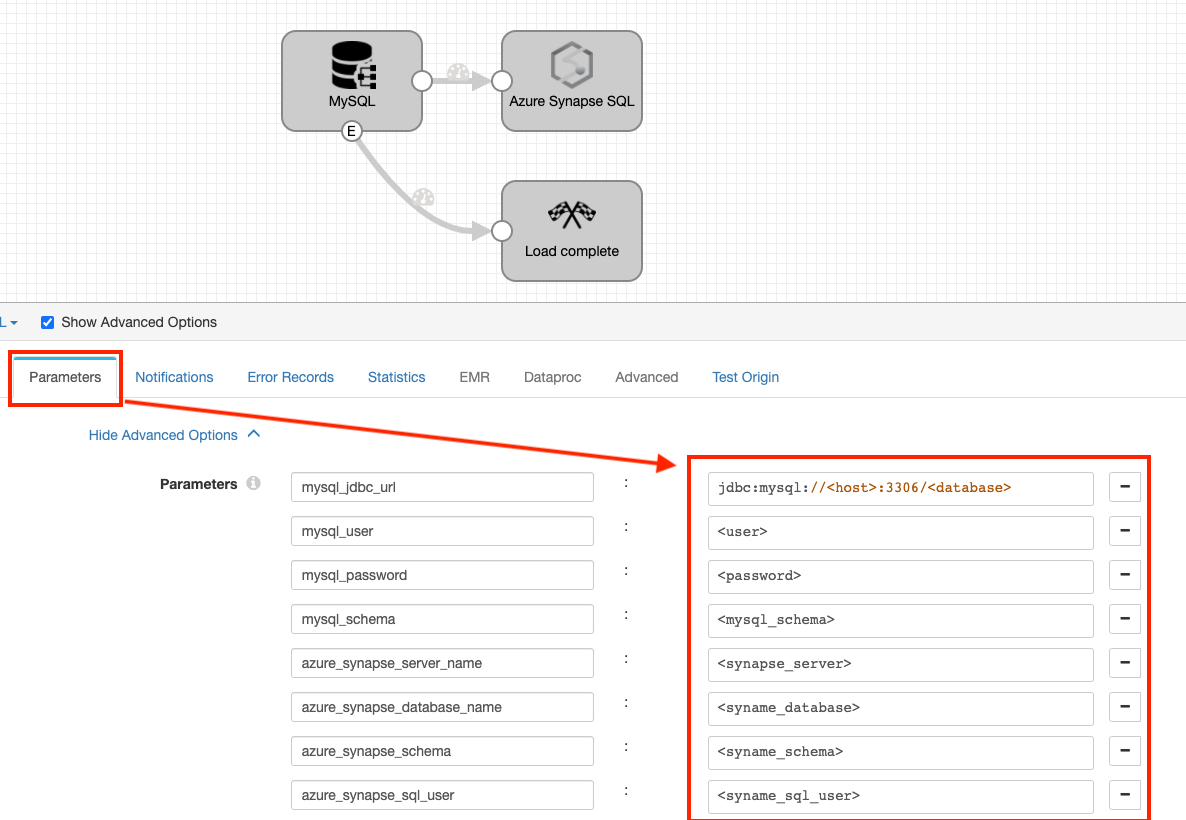 MySQL
Azure Synapse SQL
E
Load complete
L
Show Advanced Options
Parameters Notifications Error Records Statistics EMR Dataproc Advanced Test Origin
Hide Advanced Options
Parameters
mysql_jdbc_url : jdbc:mysql://<host>:3306/<database>
mysql_user : <user>
mysql_password : <password>
mysql_schema : <mysql_schema>
azure_synapse_server_name : <synapse_server>
azure_synapse_database_name : <syname_database>
azure_synapse_schema : <syname_schema>
azure_synapse_sql_user : <syname_sql_user>